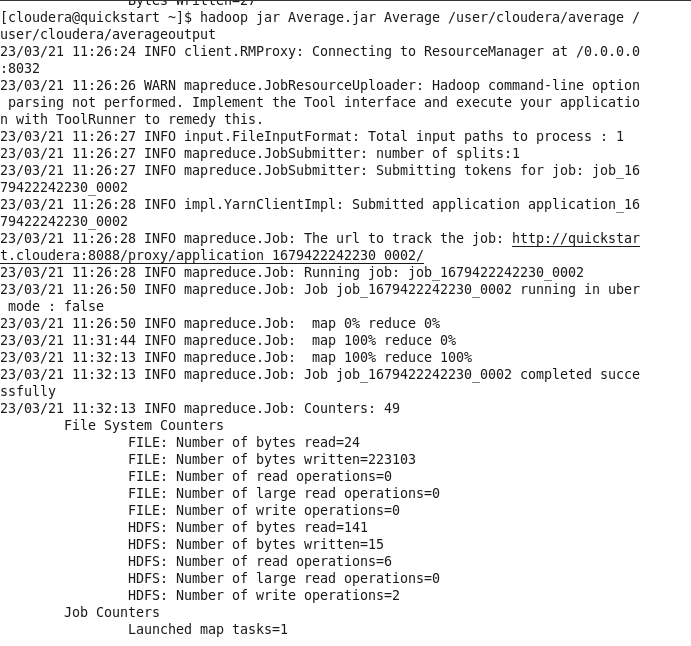 Bytes Written=27
[cloudera@quickstart ~]$ hadoop jar Average.jar Average /user/cloudera/average /
user/cloudera/averageoutput
23/03/21 11:26:24 INFO client.RMProxy: Connecting to ResourceManager at /0.0.0.0
:8032
23/03/21 11:26:26 WARN mapreduce.JobResourceUploader: Hadoop command-line option
 parsing not performed. Implement the Tool interface and execute your applicatio
n with ToolRunner to remedy this.
23/03/21 11:26:27 INFO input.FileInputFormat: Total input paths to process : 1
23/03/21 11:26:27 INFO mapreduce.JobSubmitter: number of splits:1
23/03/21 11:26:27 INFO mapreduce.JobSubmitter: Submitting tokens for job: job_16
79422242230_0002
23/03/21 11:26:28 INFO impl.YarnClientImpl: Submitted application application_16
79422242230_0002
23/03/21 11:26:28 INFO mapreduce.Job: The url to track the job: http://quickstar
t.cloudera:8088/proxy/application_1679422242230_0002/
23/03/21 11:26:28 INFO mapreduce.Job: Running job: job_1679422242230_0002
23/03/21 11:26:50 INFO mapreduce.Job: Job job_1679422242230_0002 running in uber
 mode : false
23/03/21 11:26:50 INFO mapreduce.Job:  map 0% reduce 0%
23/03/21 11:31:44 INFO mapreduce.Job:  map 100% reduce 0%
23/03/21 11:32:13 INFO mapreduce.Job:  map 100% reduce 100%
23/03/21 11:32:13 INFO mapreduce.Job: Job job_1679422242230_0002 completed succe
ssfully
23/03/21 11:32:13 INFO mapreduce.Job: Counters: 49
        File System Counters
                FILE: Number of bytes read=24
                FILE: Number of bytes written=223103
                FILE: Number of read operations=0
                FILE: Number of large read operations=0
                FILE: Number of write operations=0
                HDFS: Number of bytes read=141
                HDFS: Number of bytes written=15
                HDFS: Number of read operations=6
                HDFS: Number of large read operations=0
                HDFS: Number of write operations=2
        Job Counters
                Launched map tasks=1